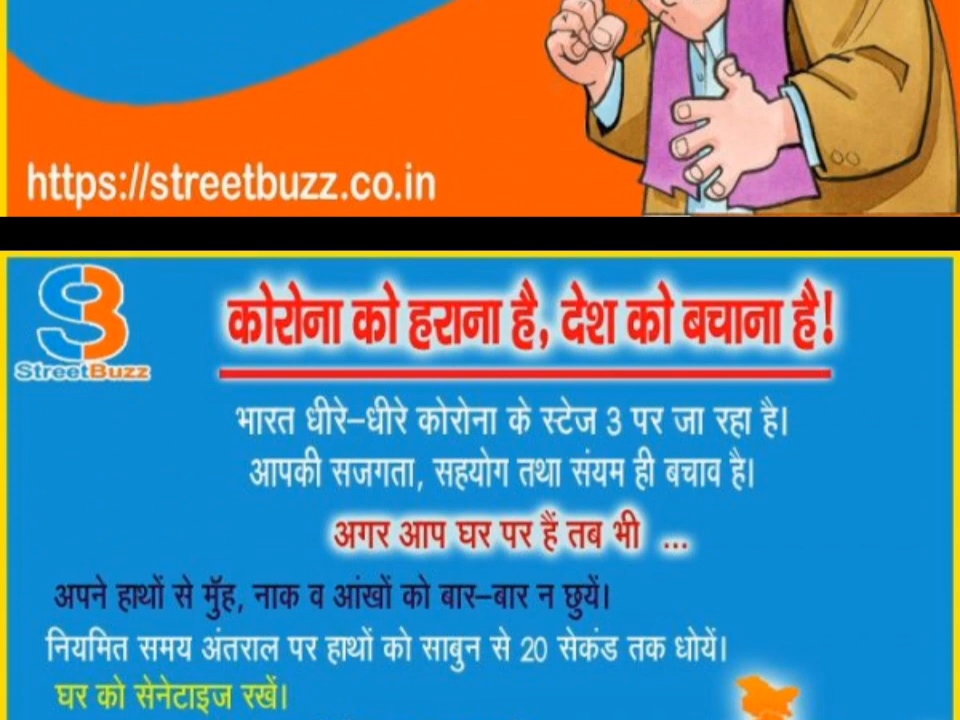 https://streetbuzz.co.in
StreetBuzz
कोरोना को हराना है, देश को बचाना है!
भारत धीरे–धीरे कोरोना के स्टेज 3 पर जा रहा है।
आपकी सजगता, सहयोग तथा संयम ही बचाव है।
अगर आप घर पर हैं तब भी ...
अपने हाथों से मुँह, नाक व आंखों को बार–बार न छुयें।
नियमित समय अंतराल पर हाथों को साबुन से 20 सेकंड तक धोयें।
घर को सेनेटाइज रखें।